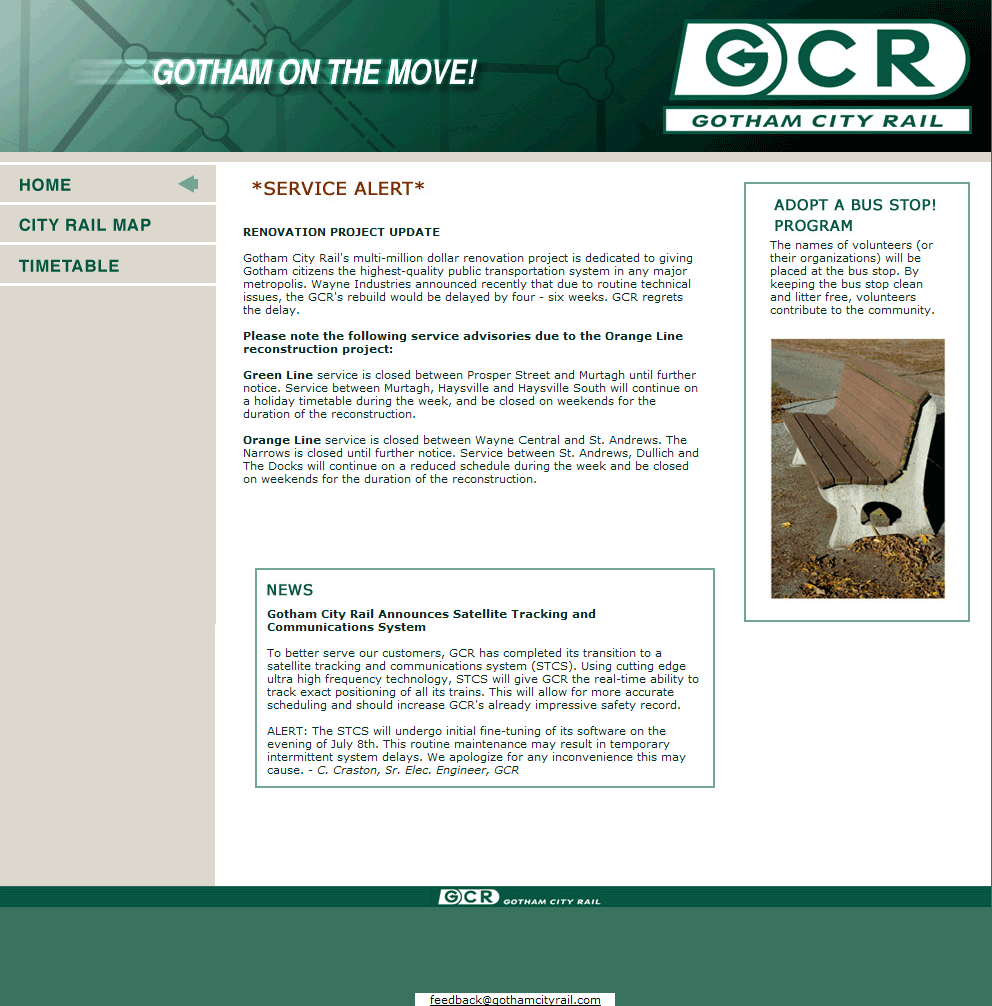 GOTHAM ON THE MOVE!
GCR
GOTHAM CITY RAIL
HOME
CITY RAIL MAP
TIMETABLE
*SERVICE ALERT*
RENOVATION PROJECT UPDATE
Gotham City Rail's multi-million dollar renovation project is dedicated to giving
Gotham citizens the highest-quality public transportation system in any major
metropolis. Wayne Industries announced recently that due to routine technical
issues, the GCR's rebuild would be delayed by four - six weeks. GCR regrets
the delay.
Please note the following service advisories due to the Orange Line
reconstruction project:
Green Line service is closed between Prosper Street and Murtagh until further
notice. Service between Murtagh, Haysville and Haysville South will continue on
a holiday timetable during the week, and be closed on weekends for the
duration of the reconstruction.
Orange Line service is closed between Wayne Central and St. Andrews. The
Narrows is closed until further notice. Service between St. Andrews, Dullich and
The Docks will continue on a reduced schedule during the week and be closed
on weekends for the duration of the reconstruction.
NEWS
Gotham City Rail Announces Satellite Tracking and
Communications System
To better serve our customers, GCR has completed its transition to a
satellite tracking and communications system (STCS). Using cutting edge
ultra high frequency technology, STCS will give GCR the real-time ability to
track exact positioning of all its trains. This will allow for more accurate
scheduling and should increase GCR's already impressive safety record.
ALERT: The STCS will undergo initial fine-tuning of its software on the
evening of July 8th. This routine maintenance may result in temporary
intermittent system delays. We apologize for any inconvenience this may
cause. - C. Craston, Sr. Elec. Engineer, GCR
ADOPT A BUS STOP!
PROGRAM
The names of volunteers (or
their organizations) will be
placed at the bus stop. By
keeping the bus stop clean
and litter free, volunteers
contribute to the community.
GCR GOTHAM CITY RAIL
feedback@gothamcityrail.com